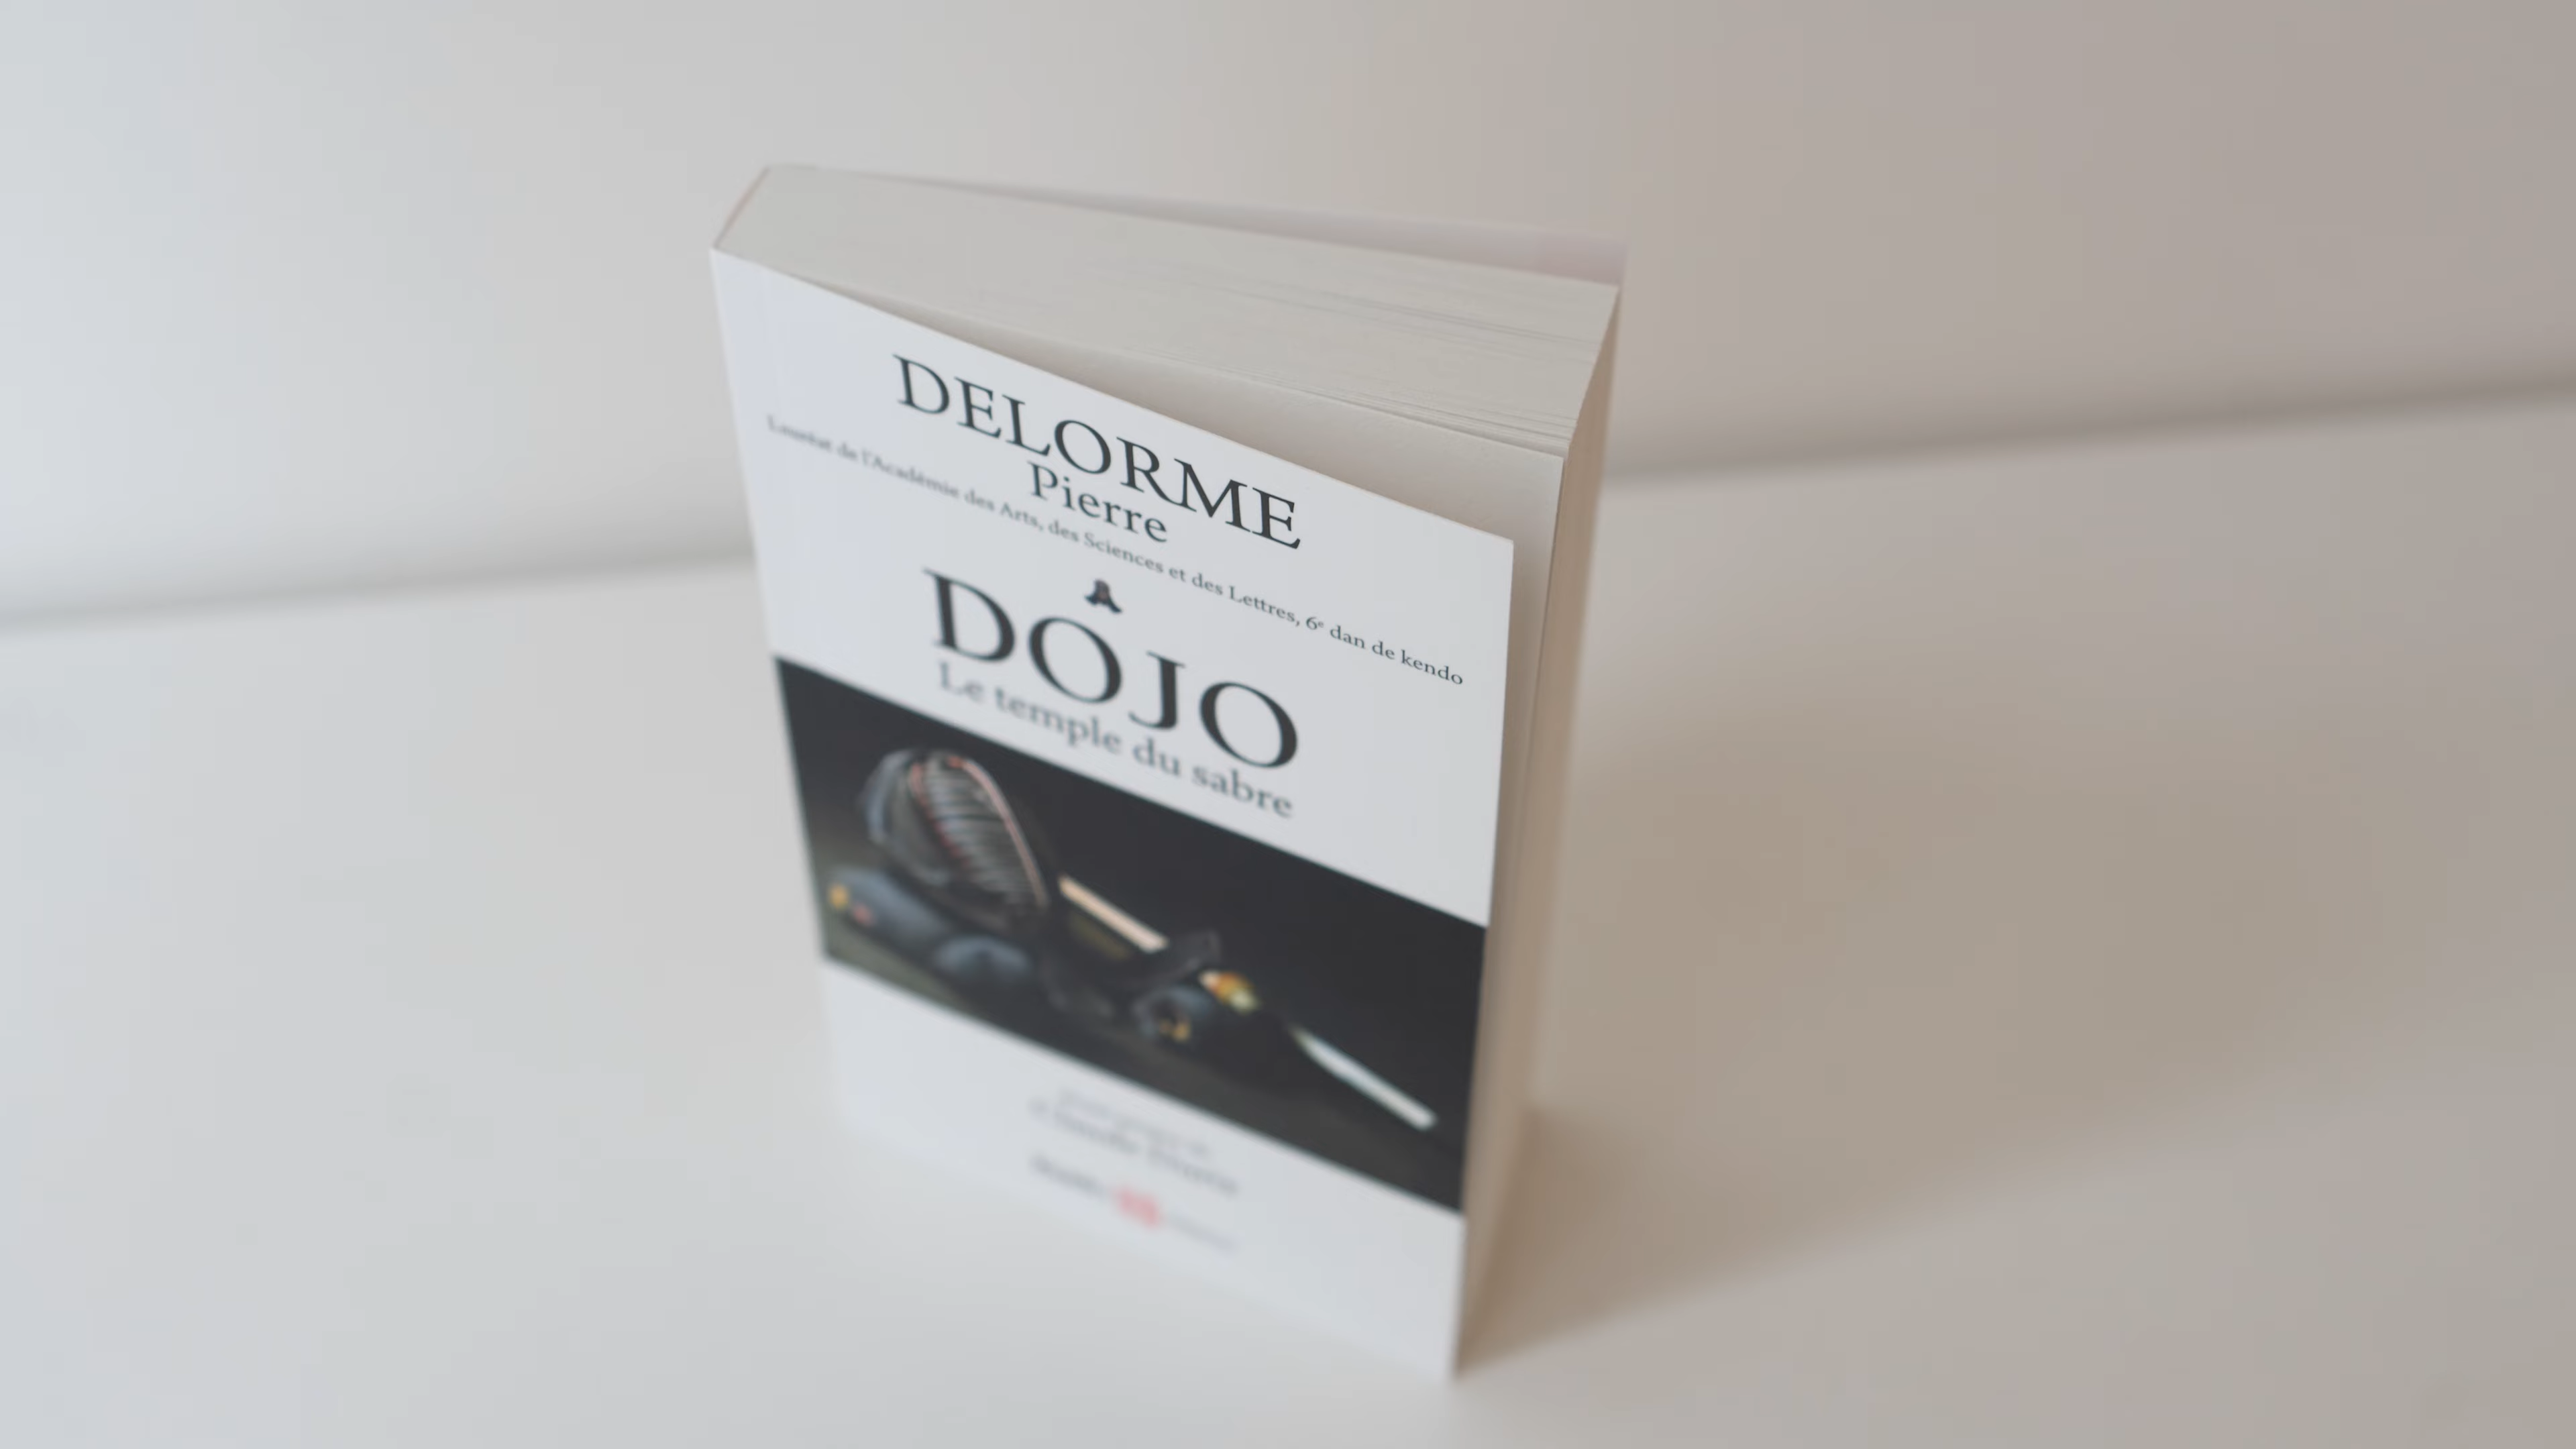 DELORME
Pierre
Lauréat de l'Académie des Arts, des Sciences et des Lettres, 6e dan de kendo
DOJO
Le temple du sabre